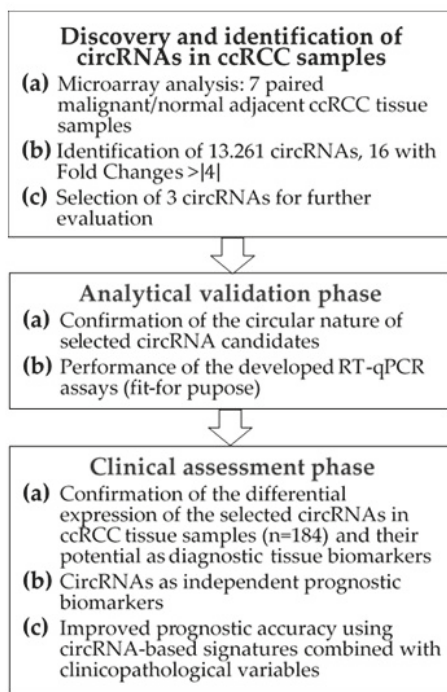 Discovery and identification of
circRNAs in ccRCC samples
(a) Microarray analysis: 7 paired
malignant/normal adjacent ccRCC tissue
samples
(b) Identification of 13.261 circRNAs, 16 with
Fold Changes >|4|
(c) Selection of 3 circRNAs for further
evaluation
Analytical validation phase
(a) Confirmation of the circular nature of
selected circRNA candidates
(b) Performance of the developed RT-qPCR
assays (fit-for pupose)
Clinical assessment phase
(a) Confirmation of the differential
expression of the selected circRNAs in
ccRCC tissue samples (n=184) and their
potential as diagnostic tissue biomarkers
(b) CircRNAs as independent prognostic
biomarkers
(c) Improved prognostic accuracy using
circRNA-based signatures combined with
clinicopathological variables